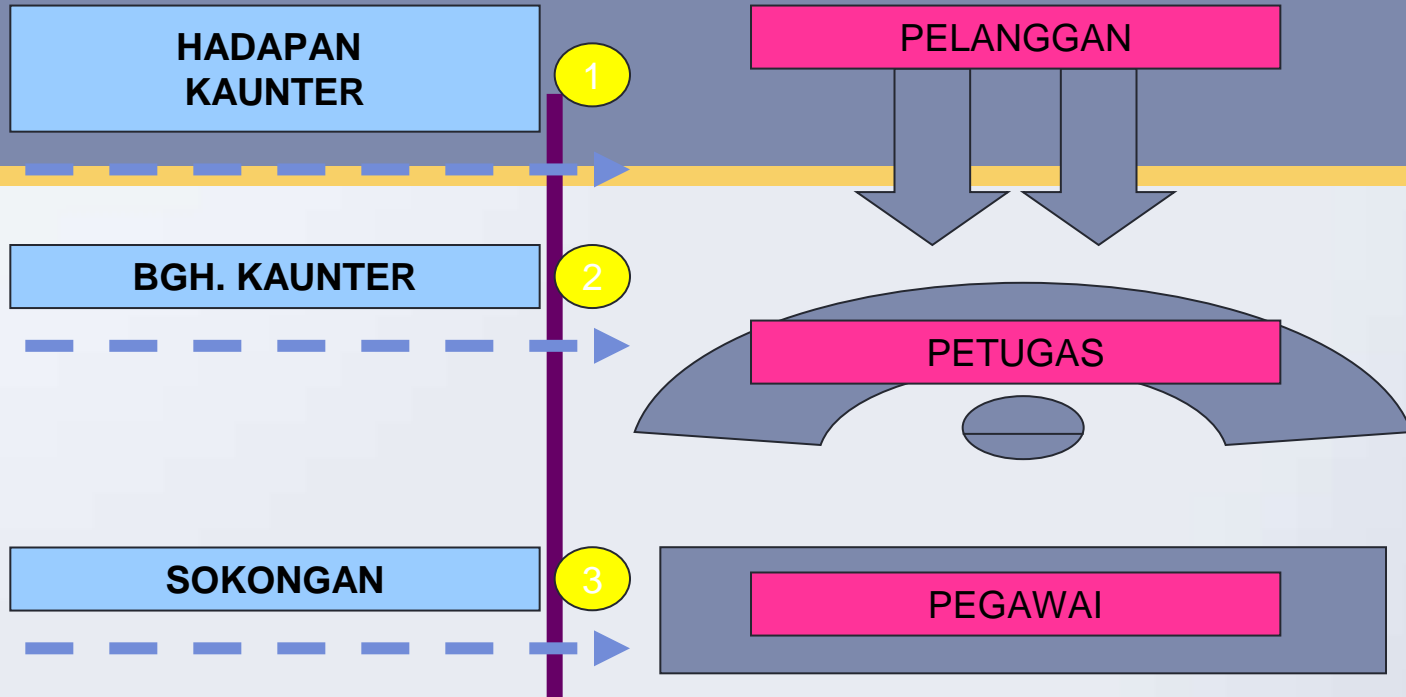 HADAPAN
KAUNTER
1
PELANGGAN
BGH. KAUNTER
2
PETUGAS
SOKONGAN
3
PEGAWAI